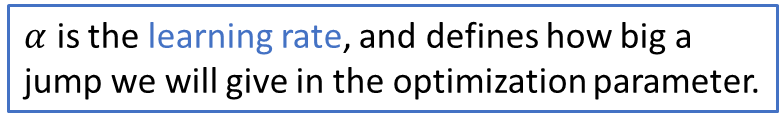 𝛼 is the learning rate, and defines how big a
jump we will give in the optimization parameter.